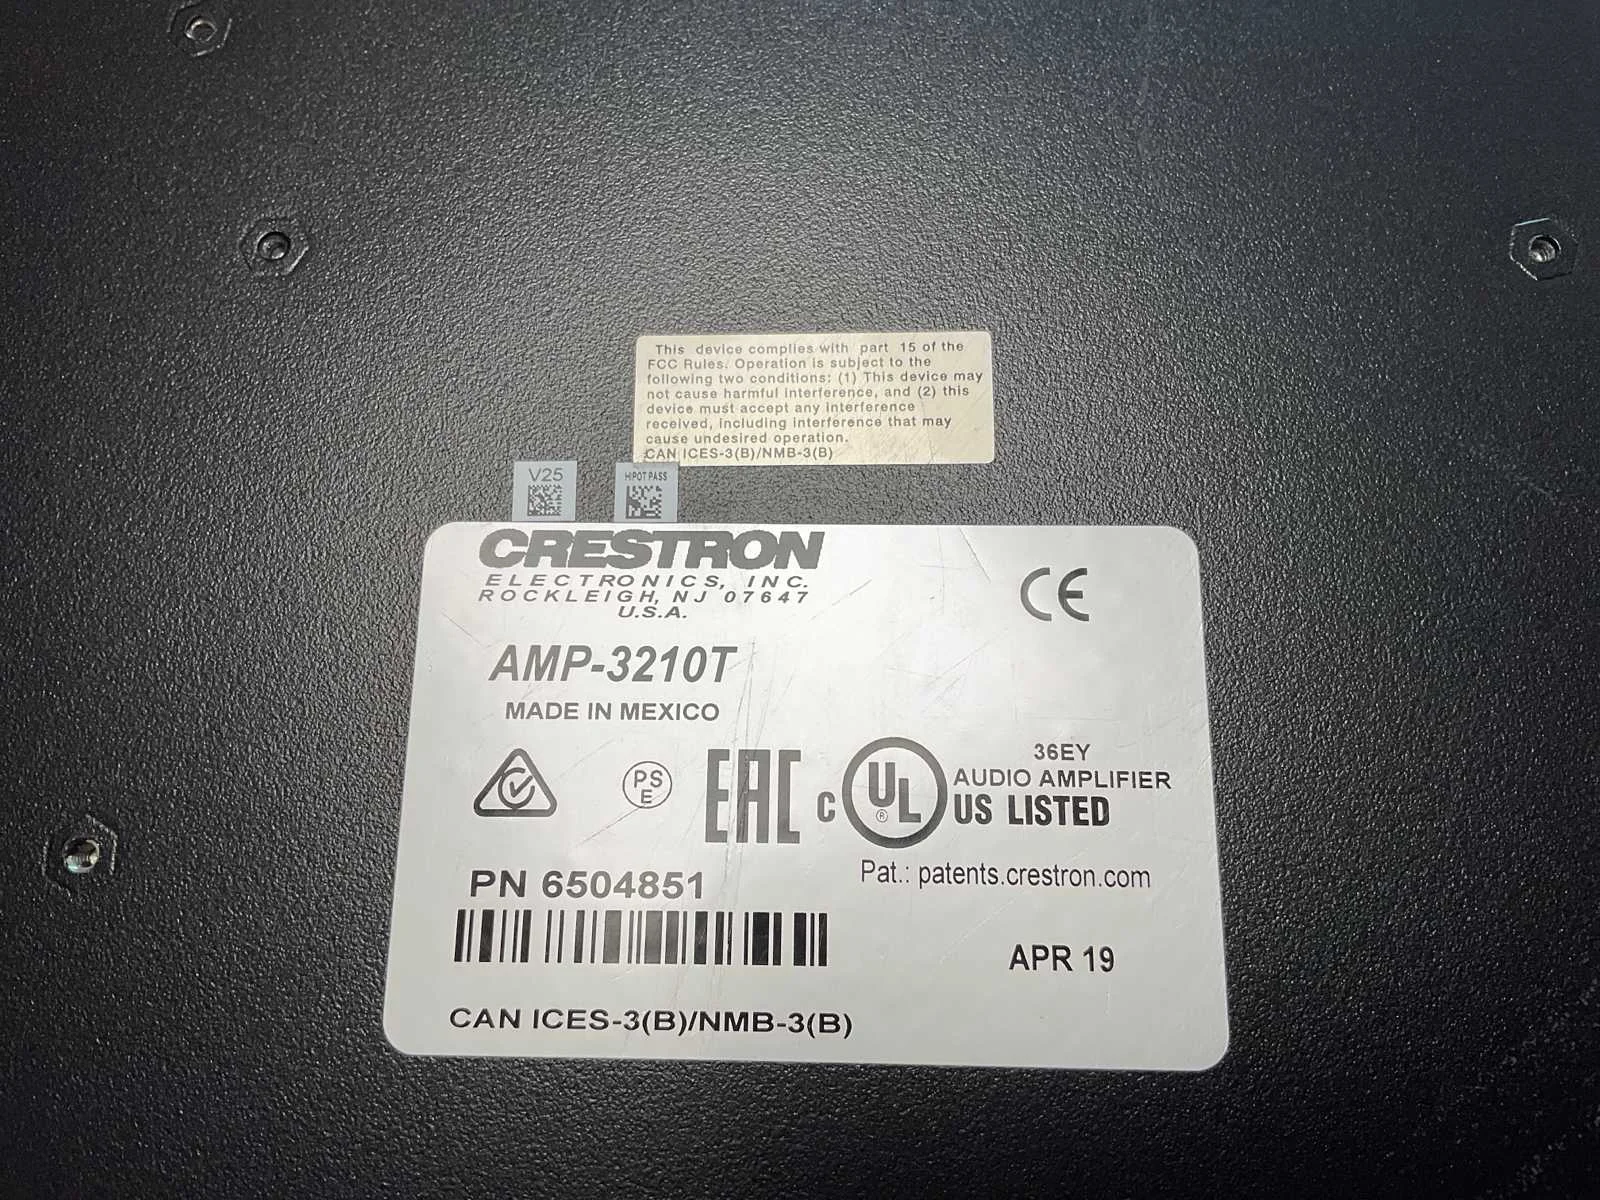 This device complies with part 15 of the
FCC Rules. Operation is subject to the
following two conditions: (1) This device may
not cause harmful interference, and (2) this
device must accept any interference
received, including interference that may
cause undesired operation.
CAN ICES-3(B)/NMB-3(B)
V25
HIPOT PASS
CRESTRON
ELECTRONICS, INC.
ROCKLEIGH, NJ 07647
U.S.A.
CE
AMP-3210T
MADE IN MEXICO
PS
E
EAC
C UL ®
36EY
AUDIO AMPLIFIER
US LISTED
Pat.: patents.crestron.com
PN 6504851
APR 19
CAN ICES-3(B)/NMB-3(B)